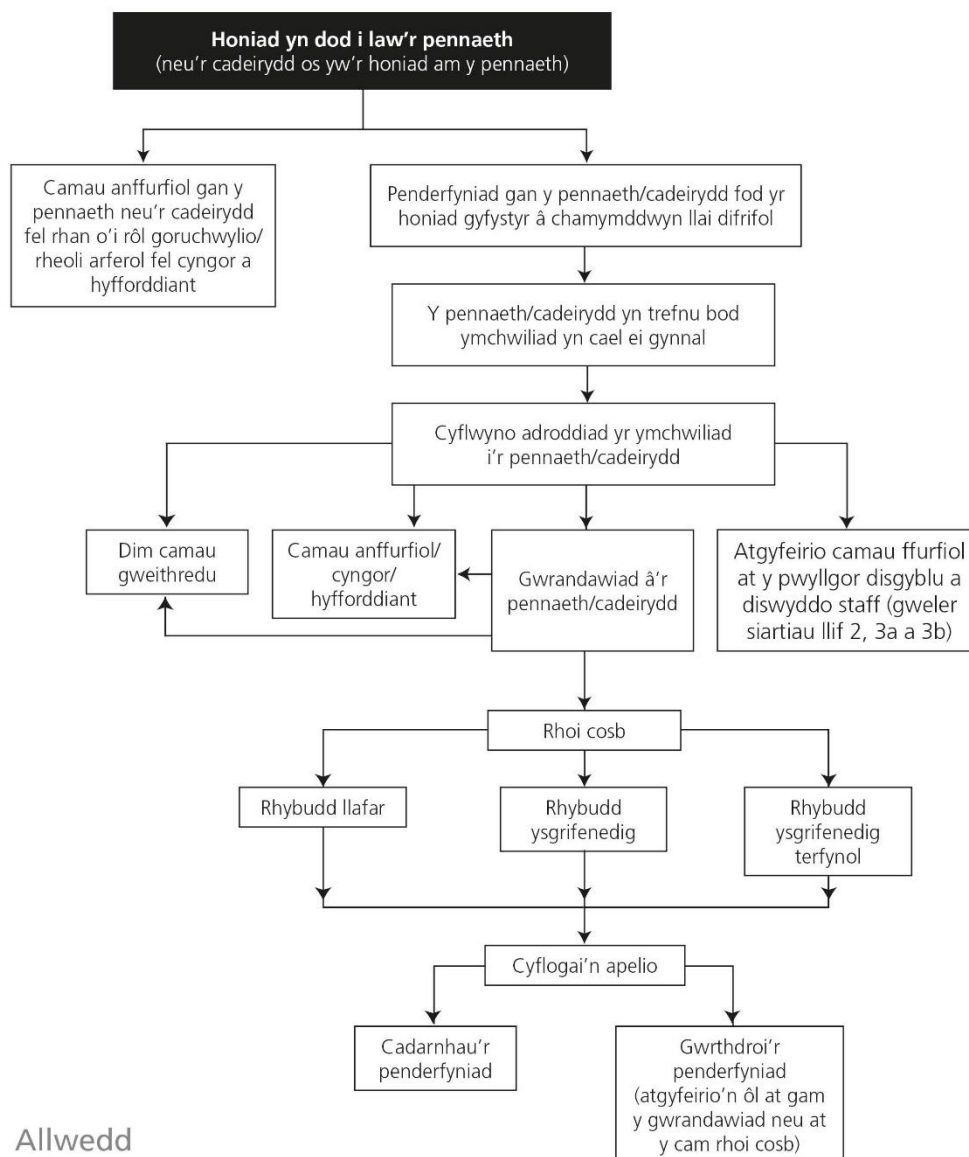 Honiad yn dod i law'r pennaeth
(neu'r cadeirydd os yw'r honiad am y pennaeth)
Camau anffurfiol gan y
pennaeth neu'r cadeirydd
fel rhan o'i rôl goruchwylio/
rheoli arferol fel cyngor a
hyfforddiant
Penderfyniad gan y pennaeth/cadeirydd fod yr
honiad gyfystyr â chamymddwyn llai difrifol
Y pennaeth/cadeirydd yn trefnu bod
ymchwiliad yn cael ei gynnal
Cyflwyno adroddiad yr ymchwiliad
i'r pennaeth/cadeirydd
Dim camau
gweithredu
Camau anffurfiol/
cyngor/
hyfforddiant
Gwrandawiad â'r
pennaeth/cadeirydd
Atgyfeirio camau ffurfiol
at y pwyllgor disgyblu a
diswyddo staff (gweler
siartiau llif 2, 3a a 3b)
Rhoi cosb
Rhybudd llafar
Rhybudd
ysgrifenedig
Rhybudd
ysgrifenedig
terfynol
Cyflogai'n apelio
Cadarnhau'r
penderfyniad
Gwrthdroi'r
penderfyniad
(atgyfeirio'n ôl at gam
y gwrandawiad neu at
y cam rhoi cosb)
Allwedd